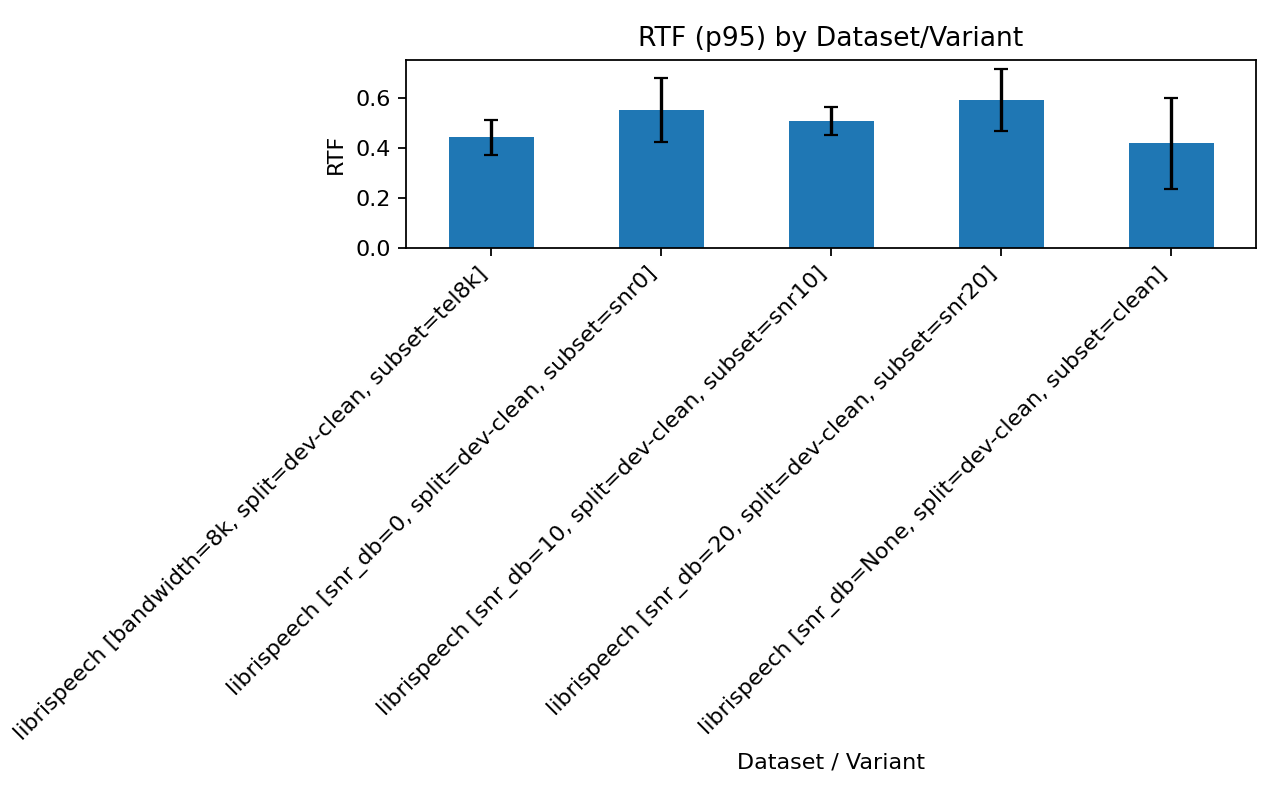 RTF (p95) by Dataset/Variant
RTF
0.6
0.4
0.2
0.0
librispeech [bandwidth=8k, split=dev-clean, subset=tel8k]
librispeech [snr_db=0, split=dev-clean, subset=snr0]
librispeech [snr_db=10, split=dev-clean, subset=snr10]
librispeech [snr_db=20, split=dev-clean, subset=snr20]
librispeech [snr_db=None, split=dev-clean, subset=clean]
Dataset / Variant